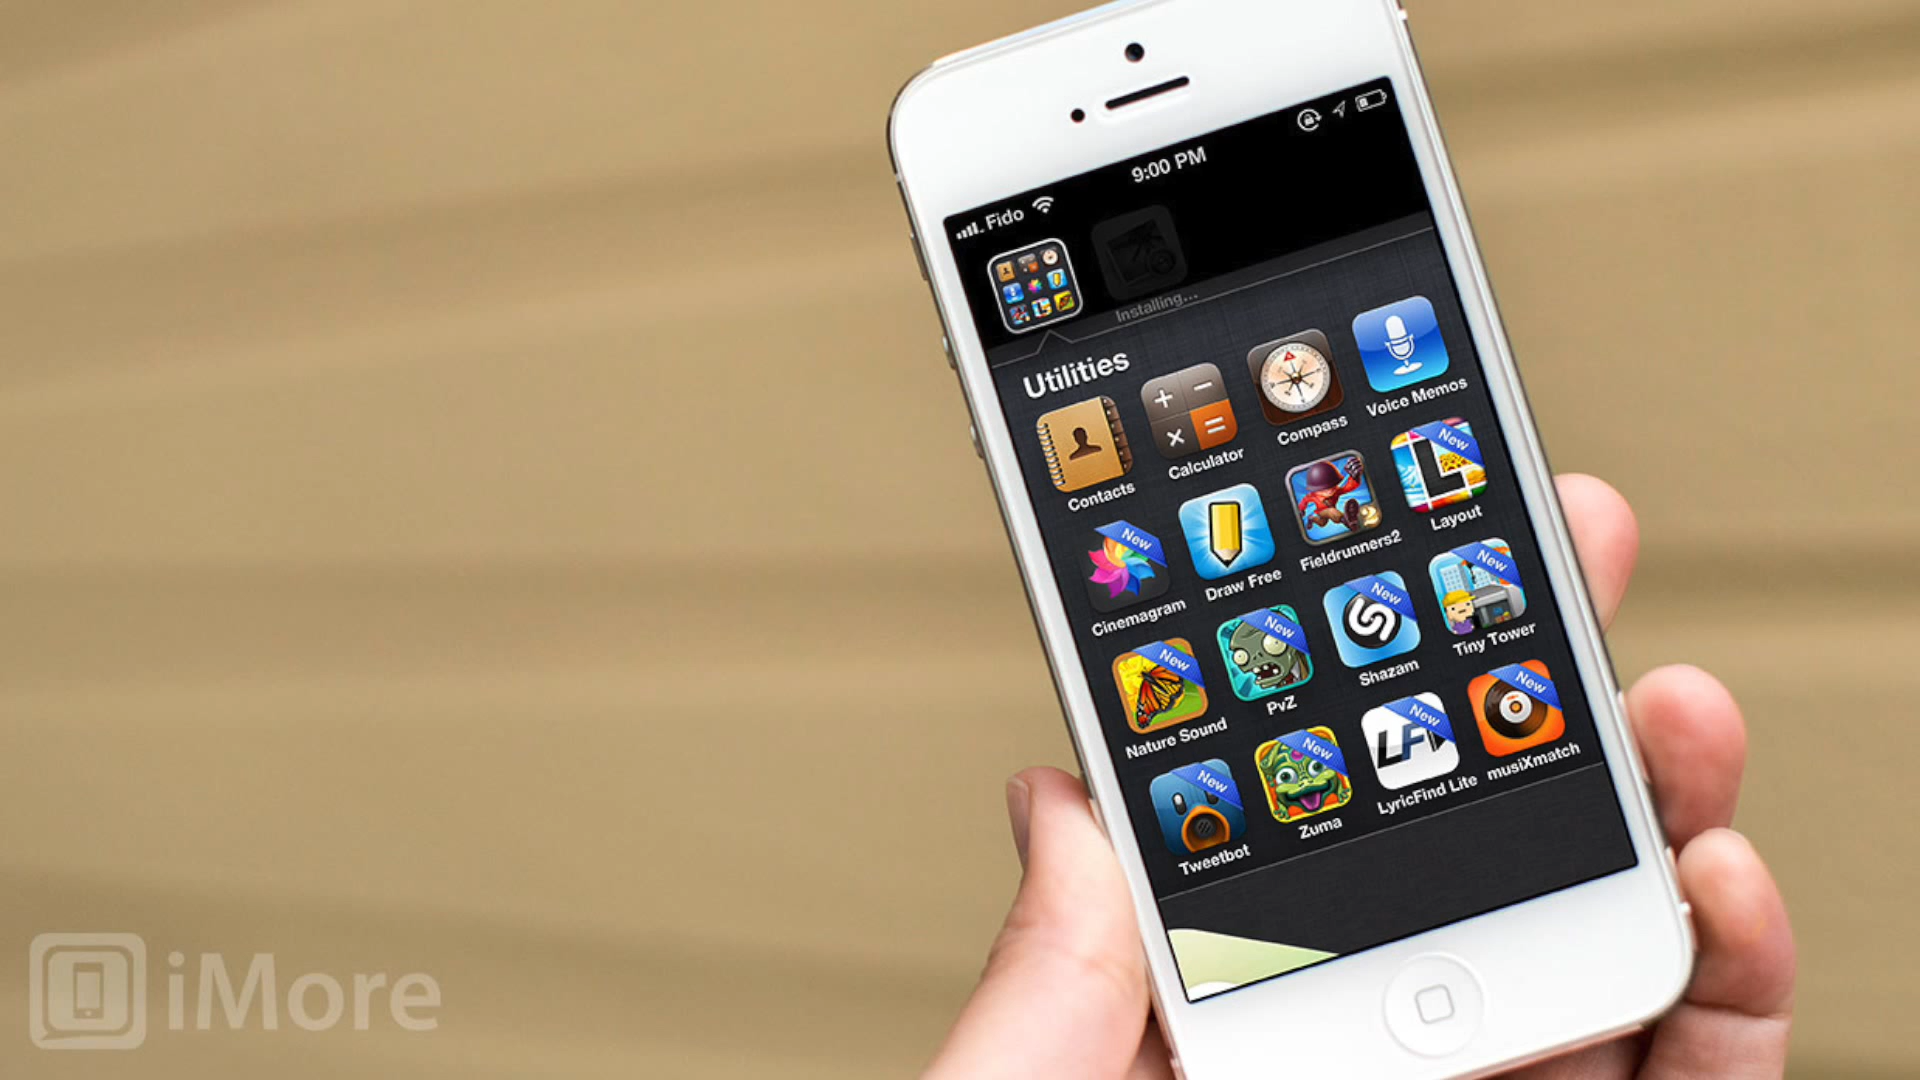 Fido
9:00 PM
Installing...
Utilities
Contacts
Calculator
Compass
Voice Memos
New
Cinemagram
Draw Free
Fieldrunners2
New
Layout
New
Nature Sound
New
PvZ
New
Shazam
New
Tiny Tower
New
Tweetbot
New
Zuma
New
LyricFind Lite
New
musiXmatch
iMore